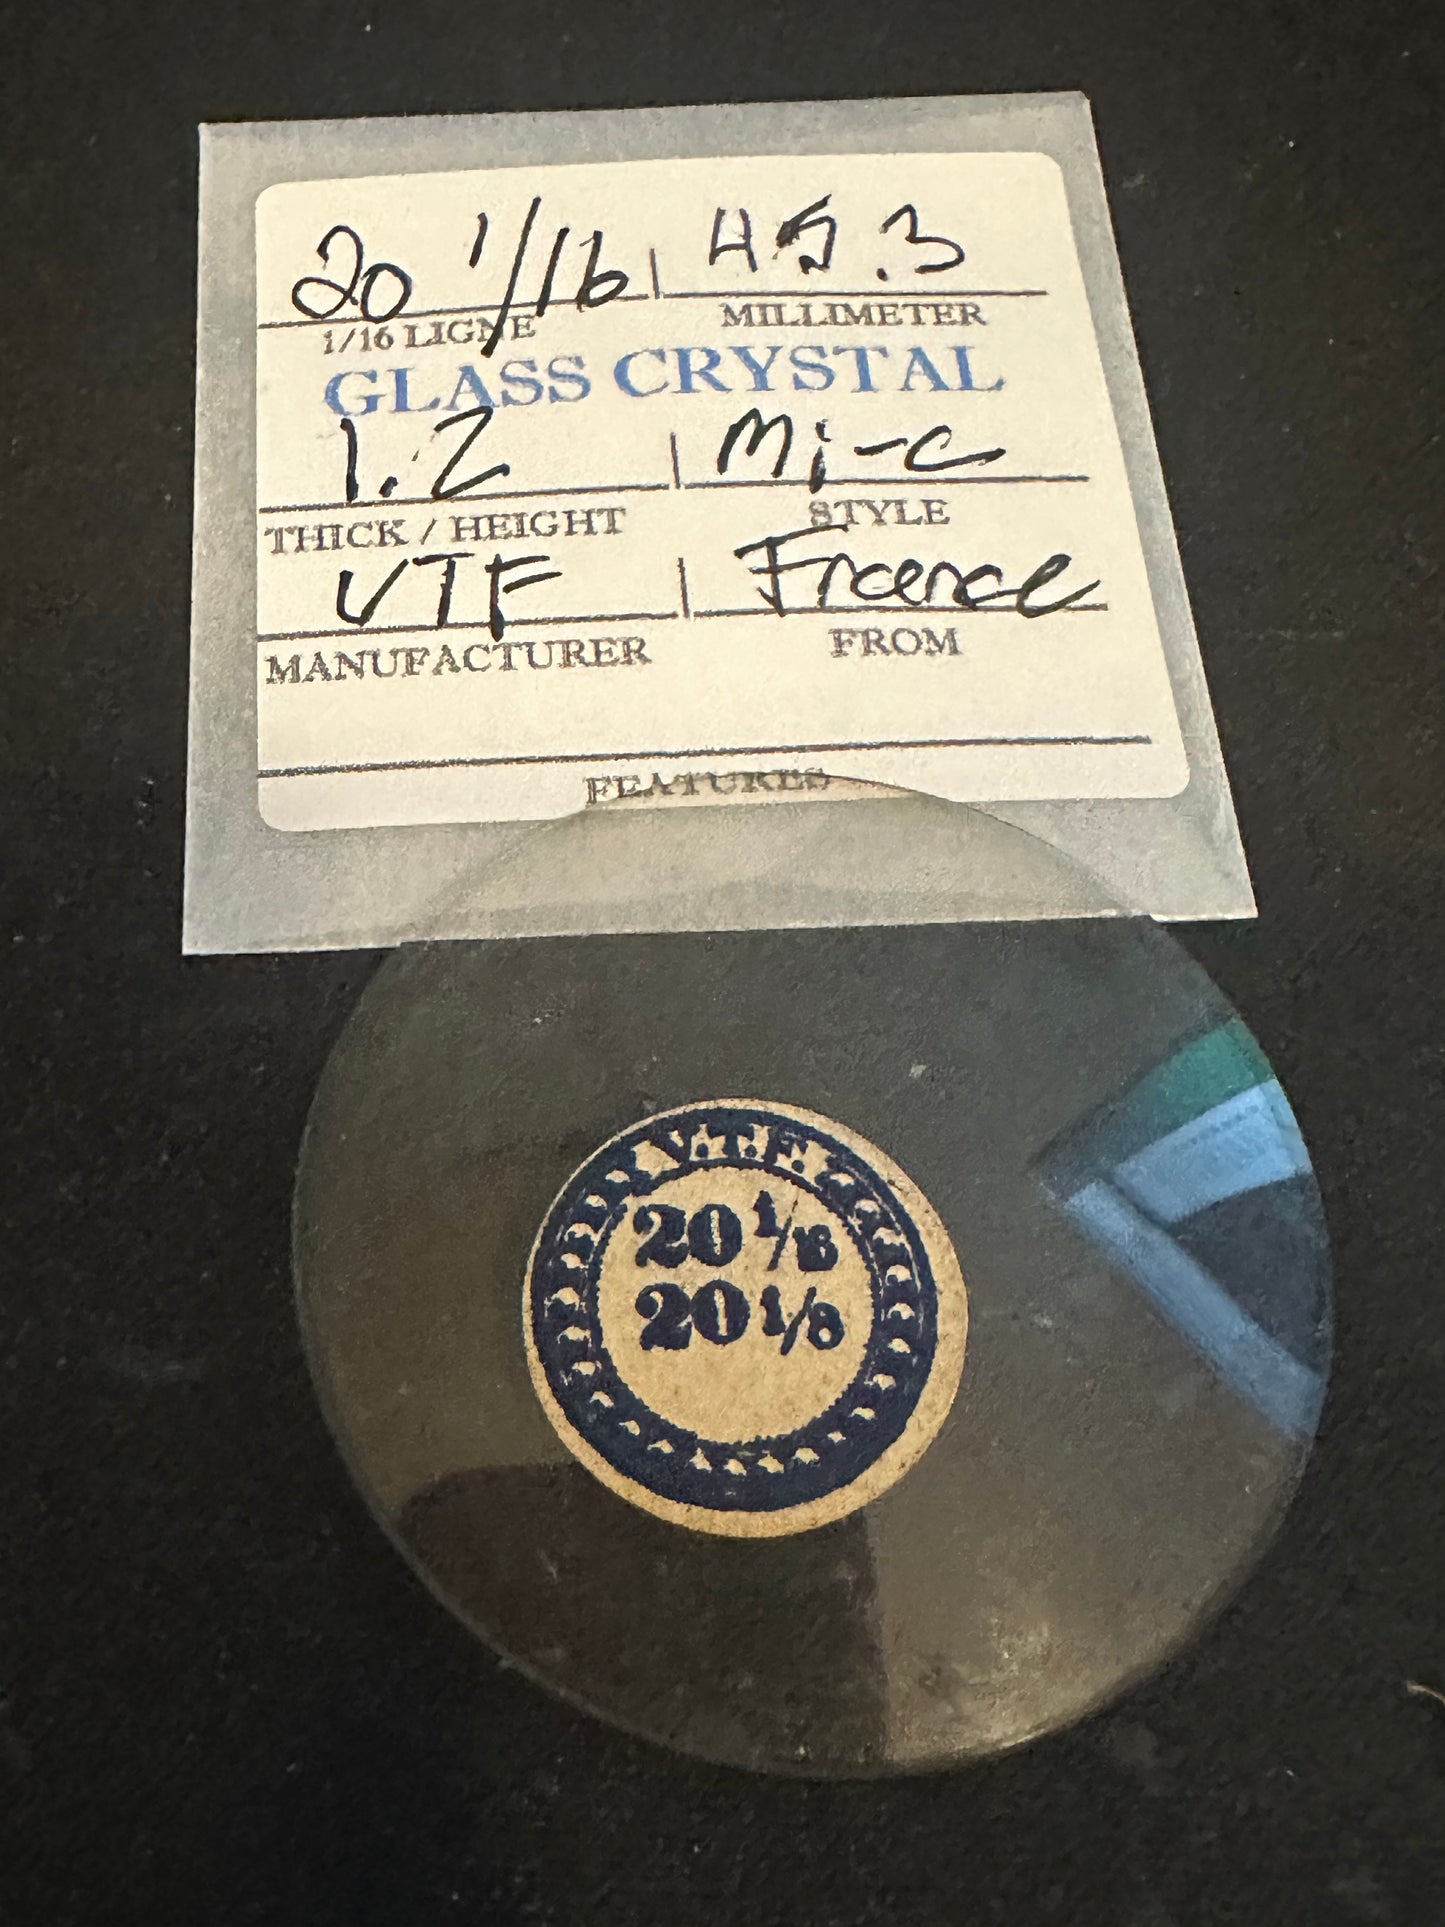 20 1/16 | 45.3
1/16 LIGNE MILLIMETER
GLASS CRYSTAL
1.2 | Mi-c
THICK / HEIGHT STYLE
VTF | France
MANUFACTURER FROM
FEATURES
V.T.F.
20 1/16
20 1/8